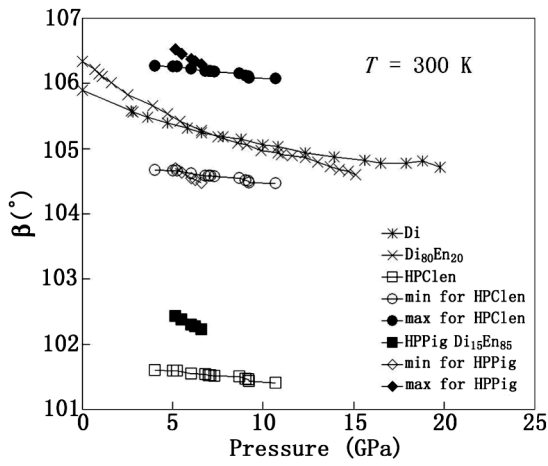 107
106
105
104
103
102
101
β(°)
T = 300 K
Di
Di80En20
HPClen
min for HPClen
max for HPClen
HPPig Di15En85
min for HPPig
max for HPPig
0 5 10 15 20 25
Pressure (GPa)